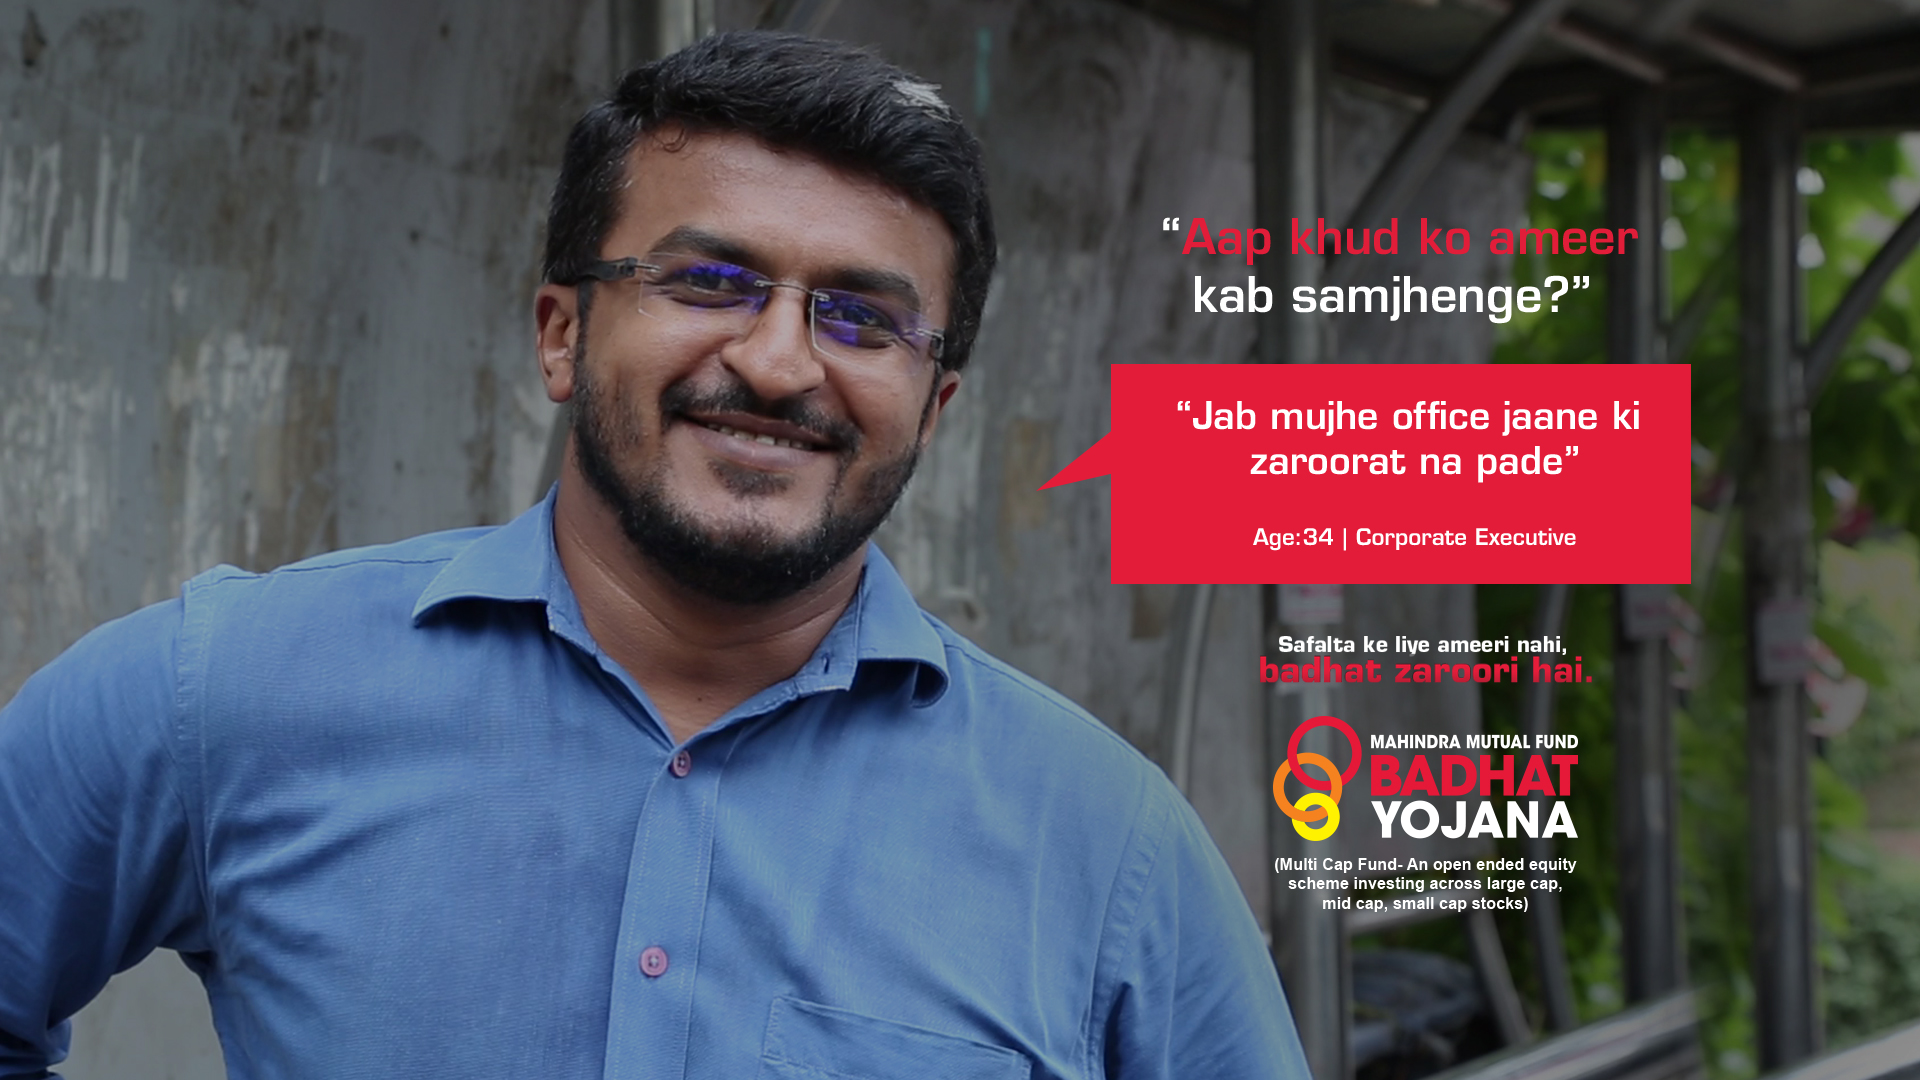 “Aap khud ko ameer
kab samjhenge?”
“Jab mujhe office jaane ki
zaroorat na pade”
Age:34 | Corporate Executive
Safalta ke liye ameeri nahi,
badhat zaroori hai.
MAHINDRA MUTUAL FUND
BADHAT
YOJANA
(Multi Cap Fund- An open ended equity
scheme investing across large cap,
mid cap, small cap stocks)